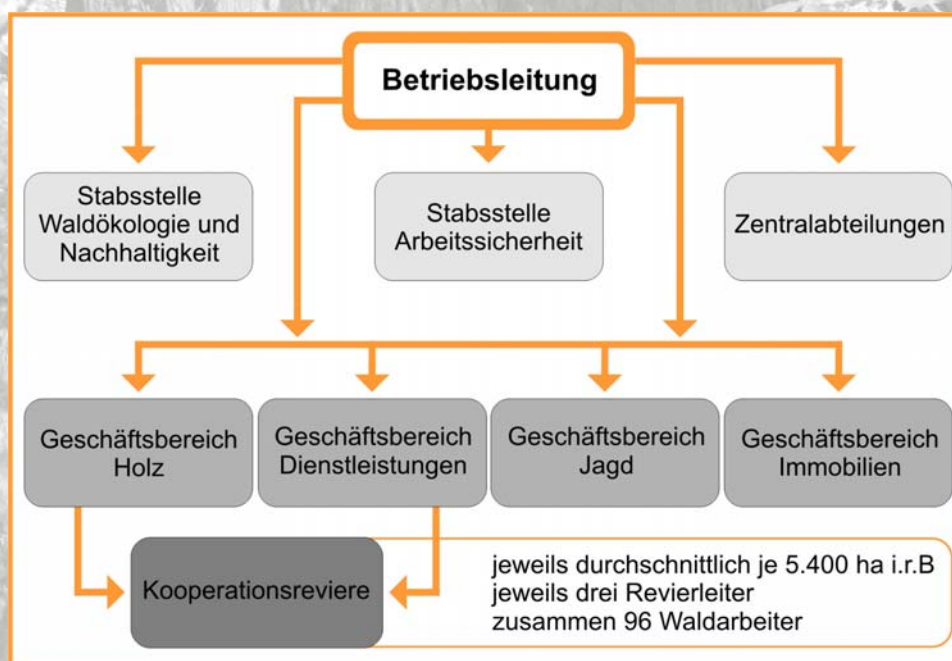 Betriebsleitung
Stabsstelle
Waldökologie und
Nachhaltigkeit
Stabsstelle
Arbeitssicherheit
Zentralabteilungen
Geschäftsbereich
Holz
Geschäftsbereich
Dienstleistungen
Geschäftsbereich
Jagd
Geschäftsbereich
Immobilien
Kooperationsreviere
jeweils durchschnittlich je 5.400 ha i.r.B
jeweils drei Revierleiter
zusammen 96 Waldarbeiter